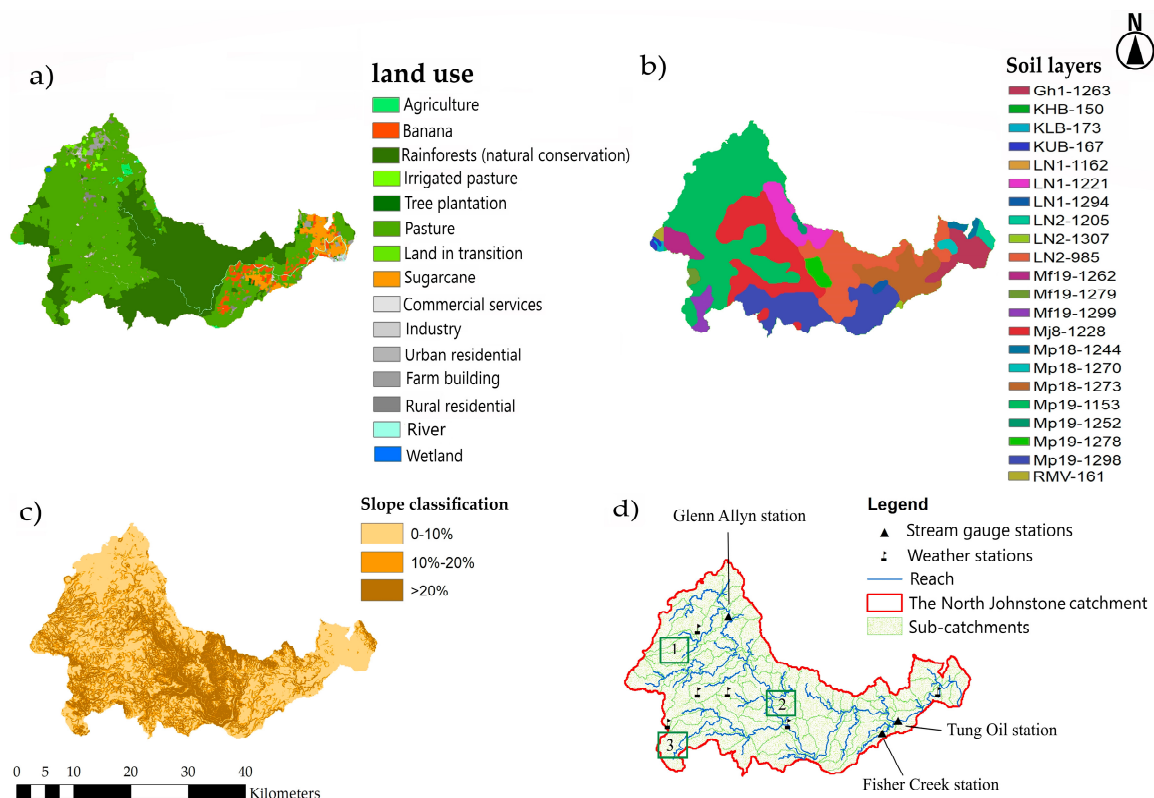 N
a)
land use
Agriculture
Banana
Rainforests (natural conservation)
Irrigated pasture
Tree plantation
Pasture
Land in transition
Sugarcane
Commercial services
Industry
Urban residential
Farm building
Rural residential
River
Wetland
b)
Soil layers
Gh1-1263
KHB-150
KLB-173
KUB-167
LN1-1162
LN1-1221
LN1-1294
LN2-1205
LN2-1307
LN2-985
Mf19-1262
Mf19-1279
Mf19-1299
Mj8-1228
Mp18-1244
Mp18-1270
Mp18-1273
Mp19-1153
Mp19-1252
Mp19-1278
Mp19-1298
RMV-161
c)
Slope classification
0-10%
10%-20%
>20%
0 5 10 20 30 40
Kilometers
d)
Glenn Allyn station
Legend
Stream gauge stations
Weather stations
Reach
The North Johnstone catchment
Sub-catchments
1
2
3
Tung Oil station
Fisher Creek station